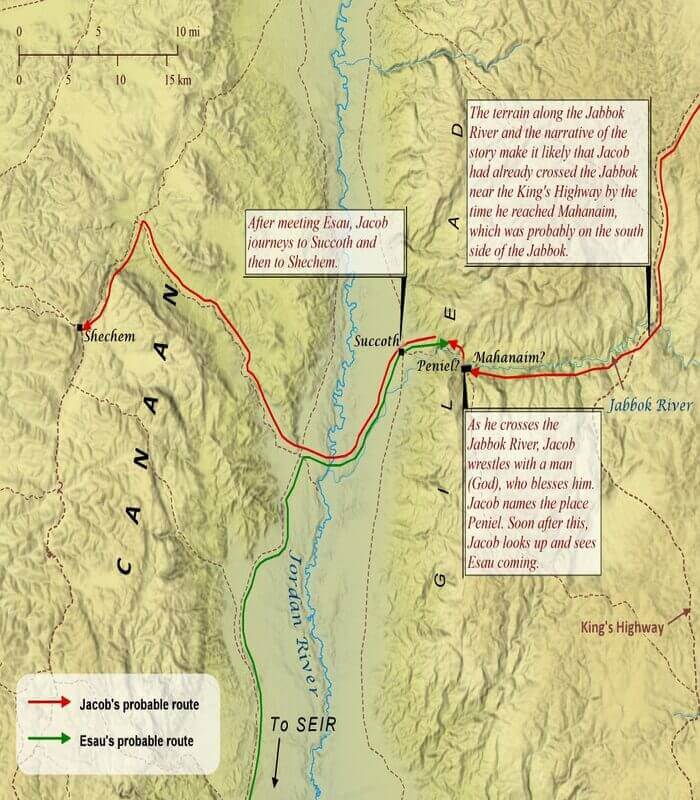 0 5 10 mi
0 5 10 15 km
The terrain along the Jabbok
River and the narrative of the
story make it likely that Jacob
had already crossed the Jabbok
near the King's Highway by the
time he reached Mahanaim,
which was probably on the south
side of the Jabbok.
After meeting Esau, Jacob
journeys to Succoth and
then to Shechem.
CANAAN
GILEAD
Shechem
Succoth
Peniel?
Mahanaim?
Jabbok River
As he crosses the
Jabbok River, Jacob
wrestles with a man
(God), who blesses him.
Jacob names the place
Peniel. Soon after this,
Jacob looks up and sees
Esau coming.
Jordan River
King's Highway
Jacob's probable route
Esau's probable route
To SEIR